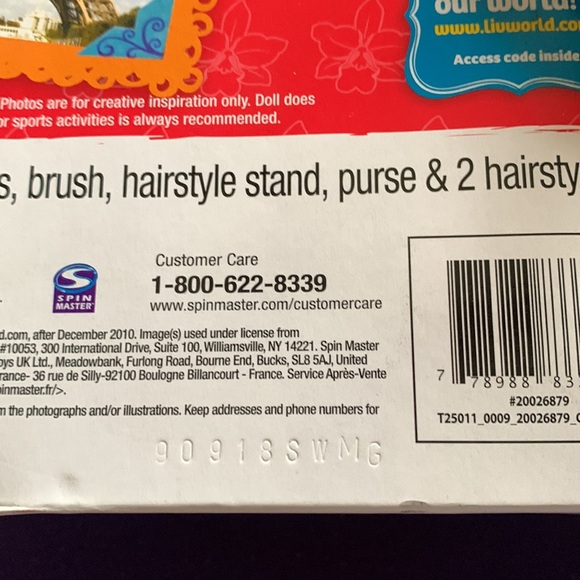 our world!
www.livworld.co
Access code inside
Photos are for creative inspiration only. Doll does
or sports activities is always recommended.
s, brush, hairstyle stand, purse & 2 hairsty
SPIN
MASTER
Customer Care
1-800-622-8339
www.spinmaster.com/customercare
d.com, after December 2010. Image(s) used under license from
#10053, 300 International Drive, Suite 100, Williamsville, NY 14221. Spin Master
oys UK Ltd., Meadowbank, Furlong Road, Bourne End, Bucks, SL8 5AJ, United
rance- 36 rue de Silly-92100 Boulogne Billancourt - France. Service Après-Vente
inmaster.fr/>.
n the photographs and/or illustrations. Keep addresses and phone numbers for
90918SWMG
7 78988 83
#20026879
T25011_0009_20026879_